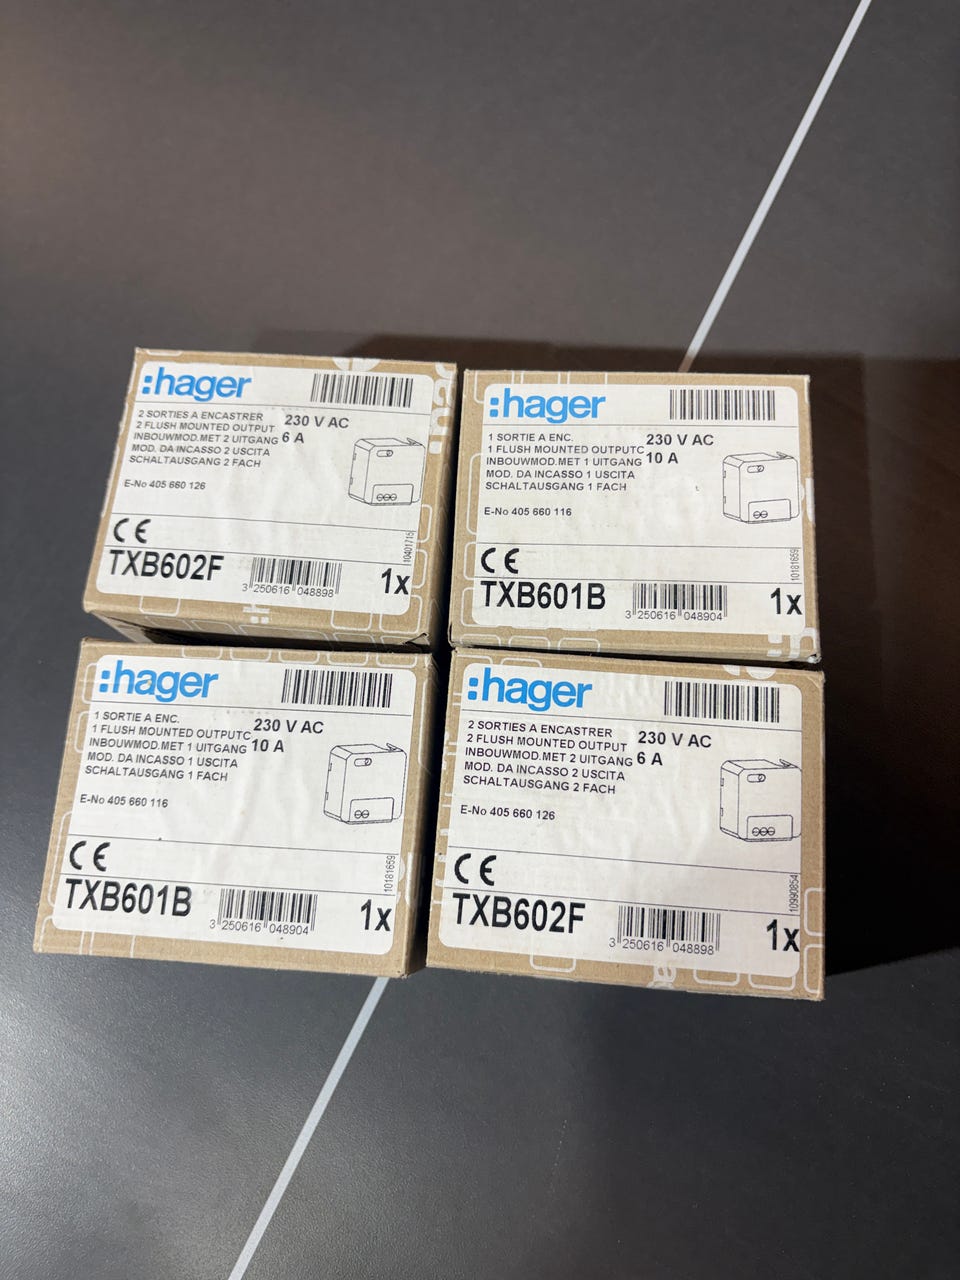 :hager
2 SORTIES A ENCASTRER
2 FLUSH MOUNTED OUTPUT
INBOUWMOD.MET 2 UITGANG
MOD. DA INCASSO 2 USCITA
SCHALTAUSGANG 2 FACH
230 V AC
6 A
E-No 405 660 126
CE
10401715
TXB602F
3 250616 048898
1x
:hager
1 SORTIE A ENC.
1 FLUSH MOUNTED OUTPUTC
INBOUWMOD.MET 1 UITGANG
MOD. DA INCASSO 1 USCITA
SCHALTAUSGANG 1 FACH
230 V AC
10 A
E-No 405 660 116
CE
10181659
TXB601B
3 250616 048904
1x
:hager
1 SORTIE A ENC.
1 FLUSH MOUNTED OUTPUTC
INBOUWMOD.MET 1 UITGANG
MOD. DA INCASSO 1 USCITA
SCHALTAUSGANG 1 FACH
230 V AC
10 A
E-No 405 660 116
CE
10181659
TXB601B
3 250616 048904
1x
:hager
2 SORTIES A ENCASTRER
2 FLUSH MOUNTED OUTPUT
INBOUWMOD.MET 2 UITGANG
MOD. DA INCASSO 2 USCITA
SCHALTAUSGANG 2 FACH
230 V AC
6 A
E-No 405 660 126
CE
10990854
TXB602F
3 250616 048898
1x